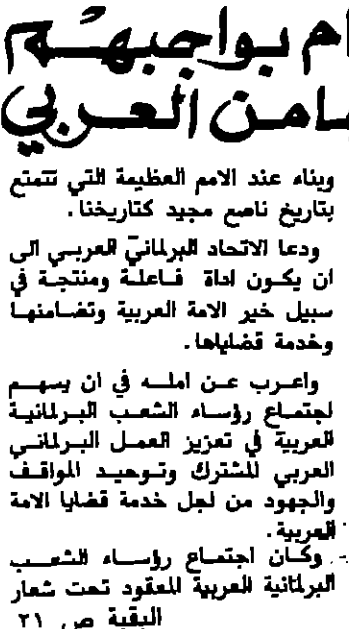 ام بواجبهم
امن العربي
وبناء عند الامم العظيمة التي تتمتع
بتاريخ ناصع مجيد كتاريخنا .
ودعا الاتحاد البرلماني العربي الى
ان يكون اداة فاعلة ومنتجة في
سبيل خير الامة العربية وتضامنها
وخدمة قضاياها .
واعرب عن امله في ان يسهم
اجتماع رؤساء الشعب البرلمانية
العربية في تعزيز العمل البرلماني
العربي المشترك وتوحيد المواقف
والجهود من اجل خدمة قضايا الامة
العربية .
وكان اجتماع رؤساء الشعب
البرلمانية العربية المعقود تحت شعار
البقية ص ٢١